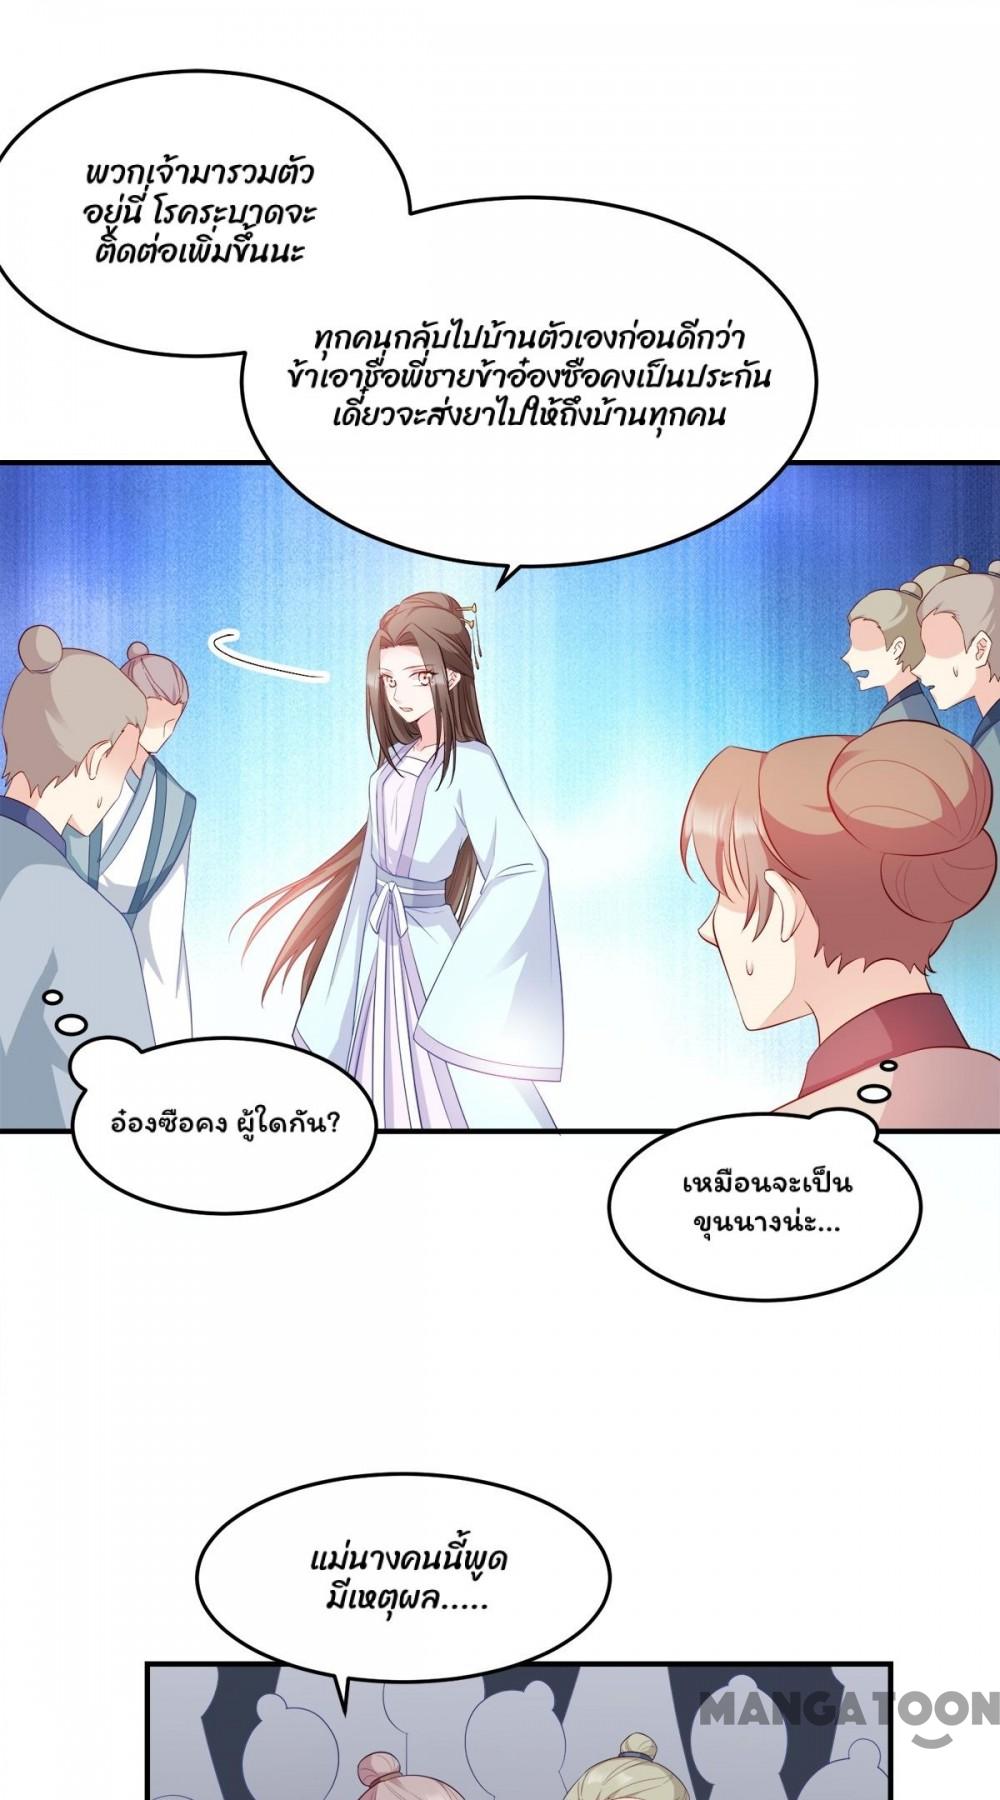 พวกเจ้ามารวมตัว
อยู่นี่ โรคระบาดจะ
ติดต่อเพิ่มขึ้นนะ
ทุกคนกลับไปบ้านตัวเองก่อนดีกว่า
ข้าเอาชื่อพี่ชายข้าอ๋องซือคงเป็นประกัน
เดี๋ยวจะส่งยาไปให้ถึงบ้านทุกคน
อ๋องซือคง ผู้ใดกัน?
เหมือนจะเป็น
ขุนนางน่ะ...
แม่นางคนนี้พูด
มีเหตุผล.....
MANGATOON